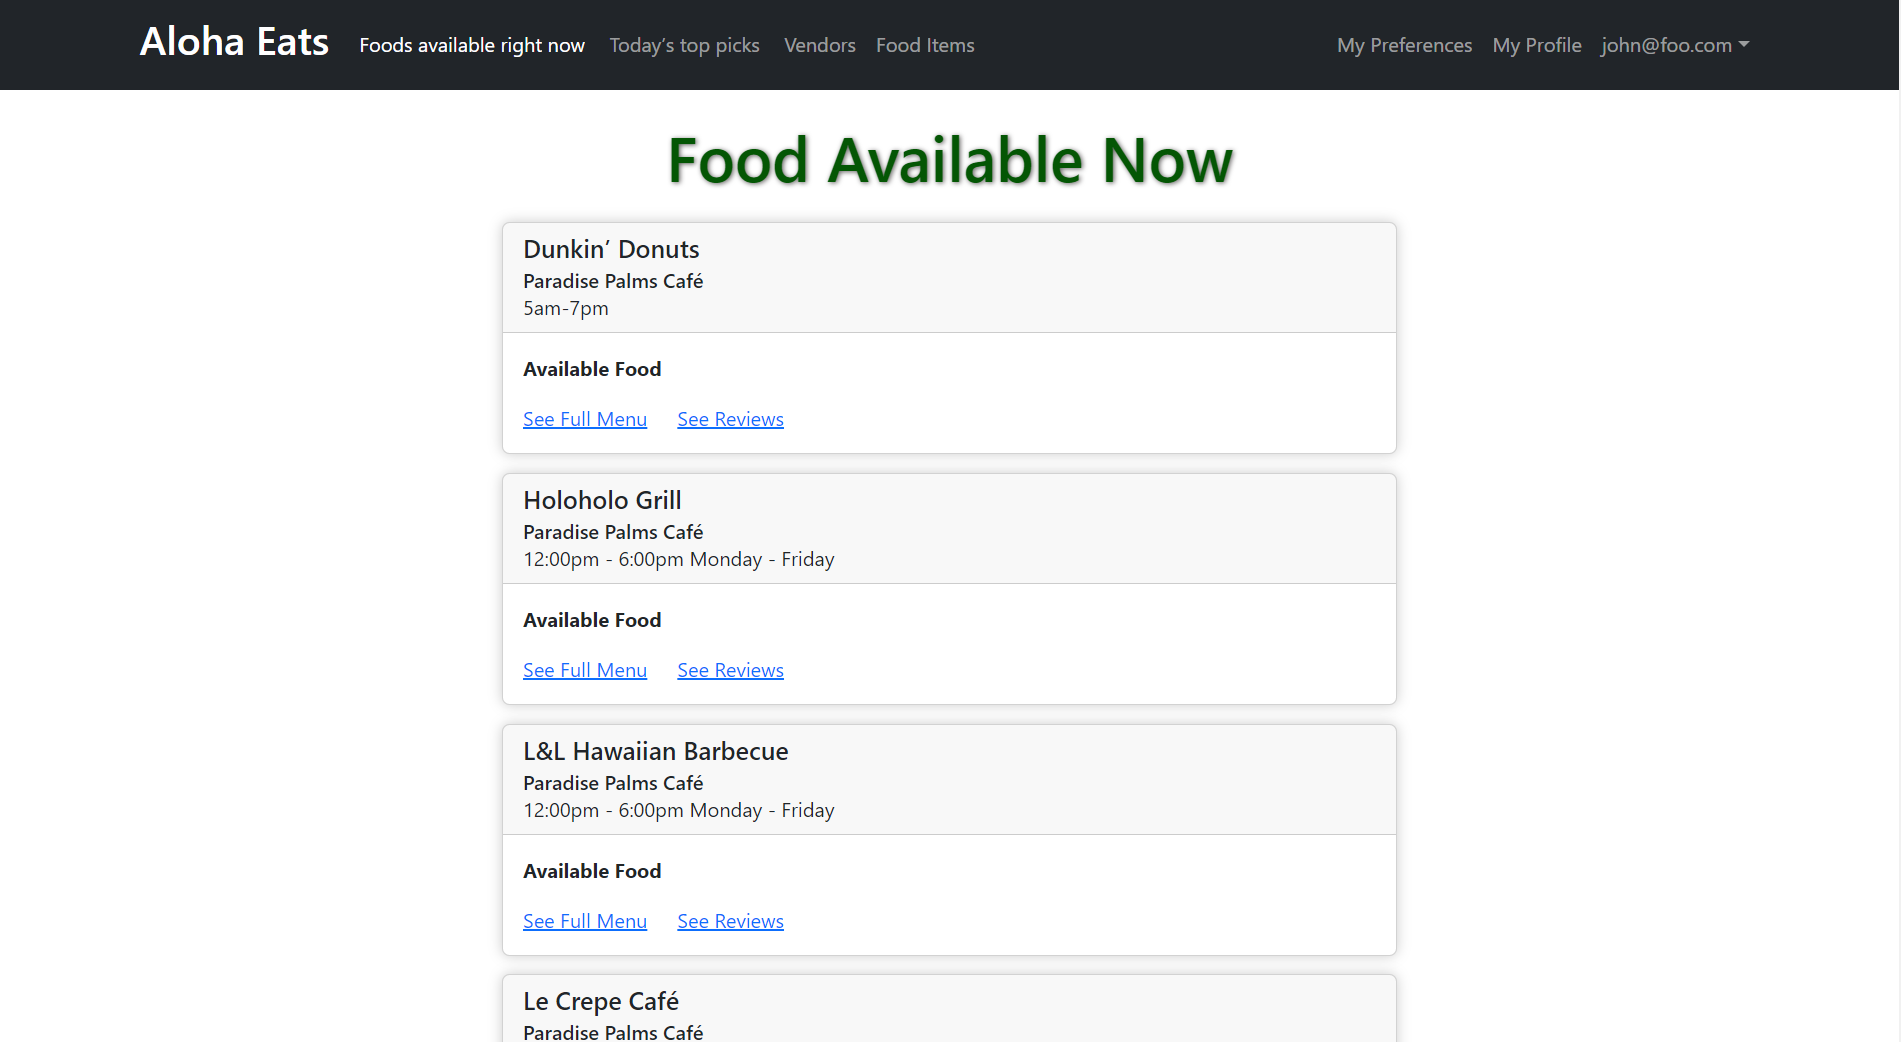 Aloha Eats Foods available right now Today’s top picks Vendors Food Items My Preferences My Profile john@foo.com
Food Available Now
Dunkin’ Donuts
Paradise Palms Café
5am-7pm
Available Food
See Full Menu See Reviews
Holoholo Grill
Paradise Palms Café
12:00pm - 6:00pm Monday - Friday
Available Food
See Full Menu See Reviews
L&L Hawaiian Barbecue
Paradise Palms Café
12:00pm - 6:00pm Monday - Friday
Available Food
See Full Menu See Reviews
Le Crepe Café
Paradise Palms Café